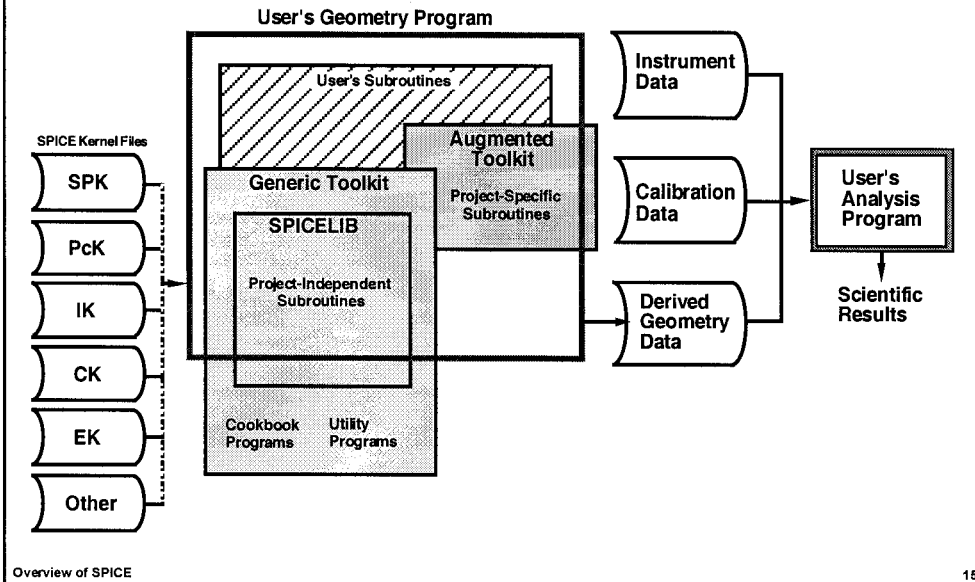 User's Geometry Program
User's Subroutines
Augmented
Toolkit
Project-Specific
Subroutines
SPICE Kernel Files
SPK
PcK
IK
CK
EK
Other
Generic Toolkit
SPICELIB
Project-Independent
Subroutines
Cookbook
Programs
Utility
Programs
Instrument
Data
Calibration
Data
Derived
Geometry
Data
User's
Analysis
Program
Scientific
Results
Overview of SPICE
15